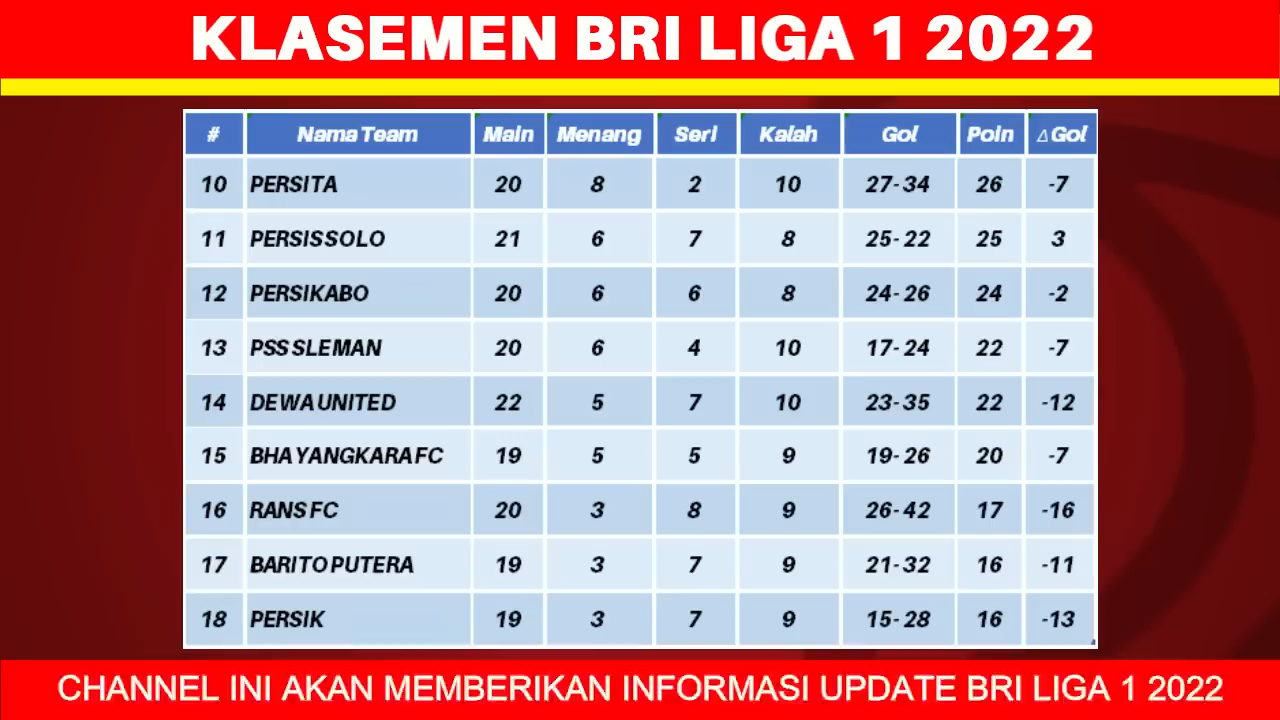 KLASEMEN BRI LIGA 1 2022
# Nama Team Main Menang Seri Kalah Gol Poin △ Gol
10 PERSITA 20 8 2 10 27-34 26 -7
11 PERSIS SOLO 21 6 7 8 25-22 25 3
12 PERSIKABO 20 6 6 8 24-26 24 -2
13 PSS SLEMAN 20 6 4 10 17-24 22 -7
14 DEWA UNITED 22 5 7 10 23-35 22 -12
15 BHAYANGKARA FC 19 5 5 9 19-26 20 -7
16 RANS FC 20 3 8 9 26-42 17 -16
17 BARITO PUTERA 19 3 7 9 21-32 16 -11
18 PERSIK 19 3 7 9 15-28 16 -13
CHANNEL INI AKAN MEMBERIKAN INFORMASI UPDATE BRI LIGA 1 2022